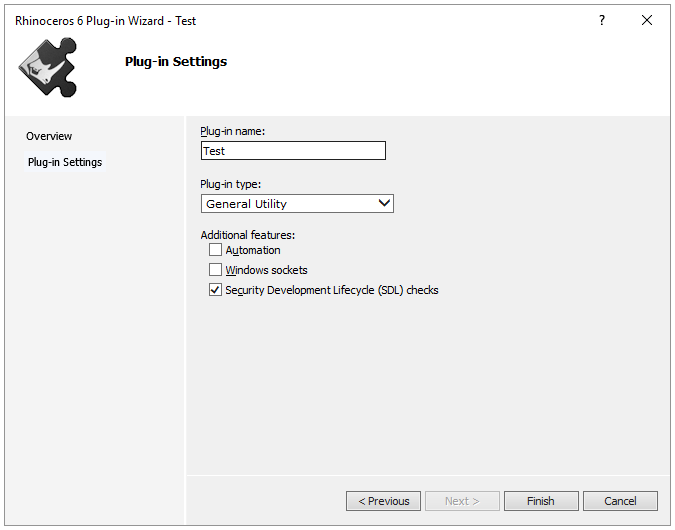 Rhinoceros 6 Plug-in Wizard - Test
?
Plug-in Settings
Overview
Plug-in Settings
Plug-in name:
Test
Plug-in type:
General Utility
Additional features:
Automation
Windows sockets
Security Development Lifecycle (SDL) checks
< Previous
Next >
Finish
Cancel